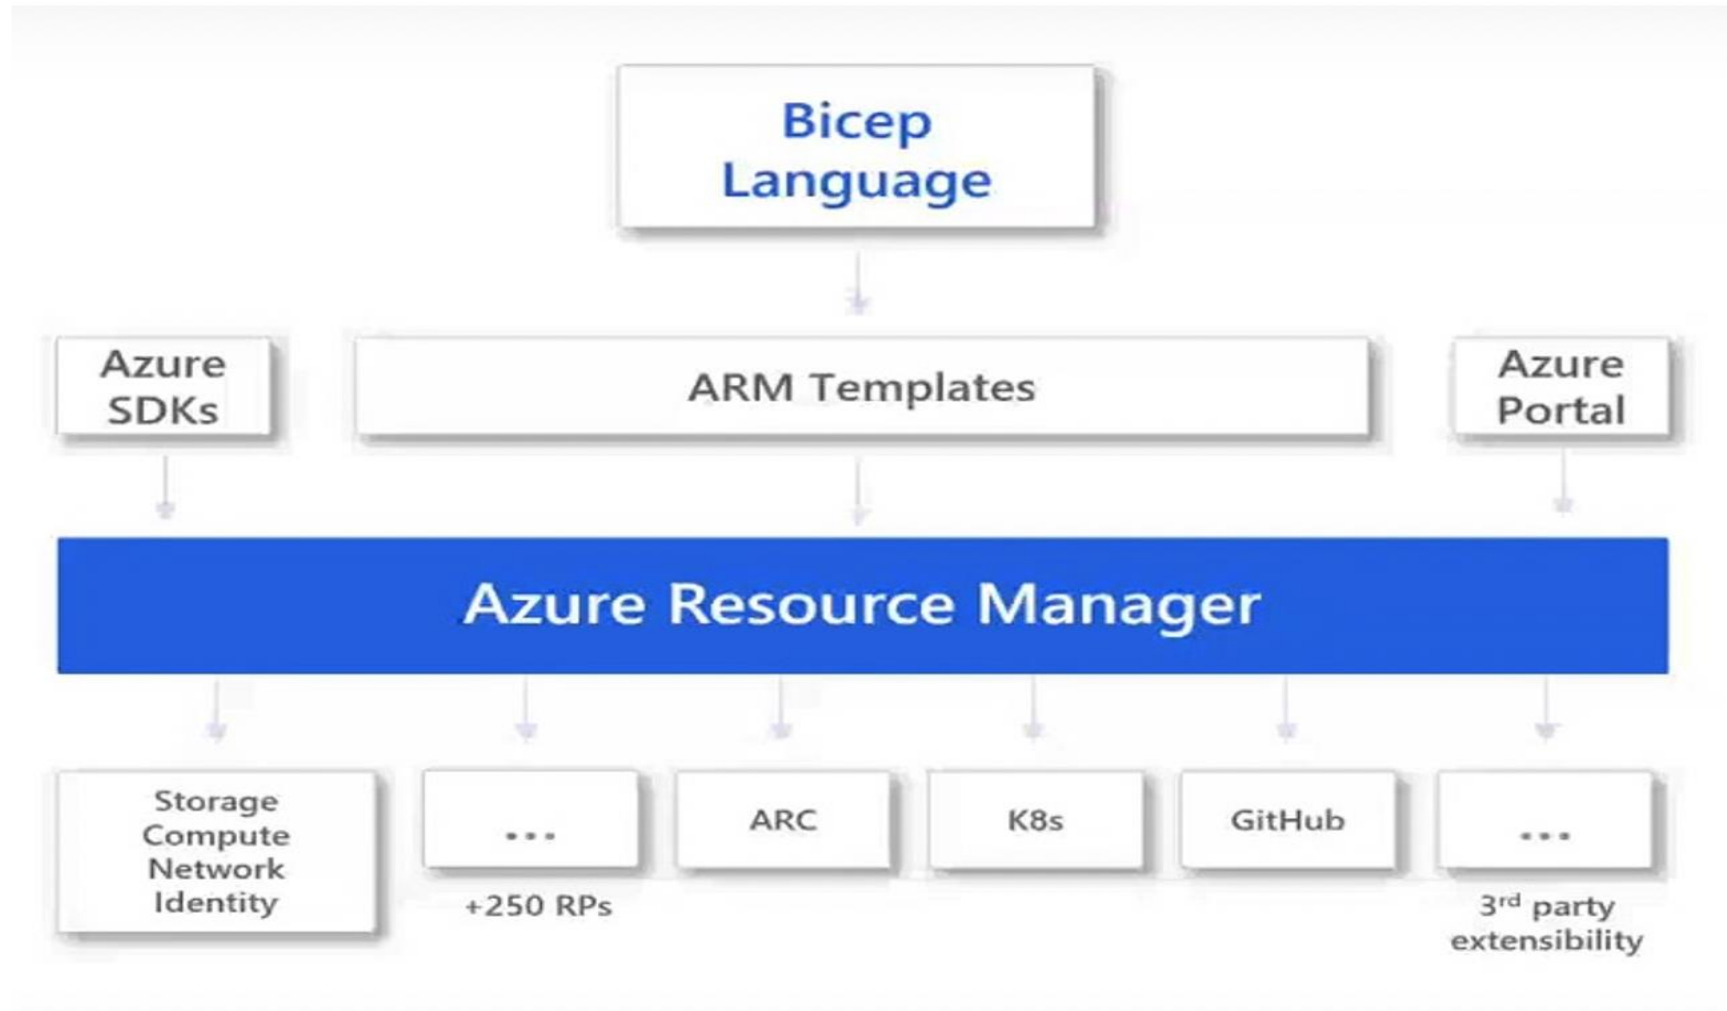 Bicep
Language
Azure
SDKs
ARM Templates
Azure
Portal
Azure Resource Manager
Storage
Compute
Network
Identity
...
+250 RPs
ARC
K8s
GitHub
...
3rd party
extensibility